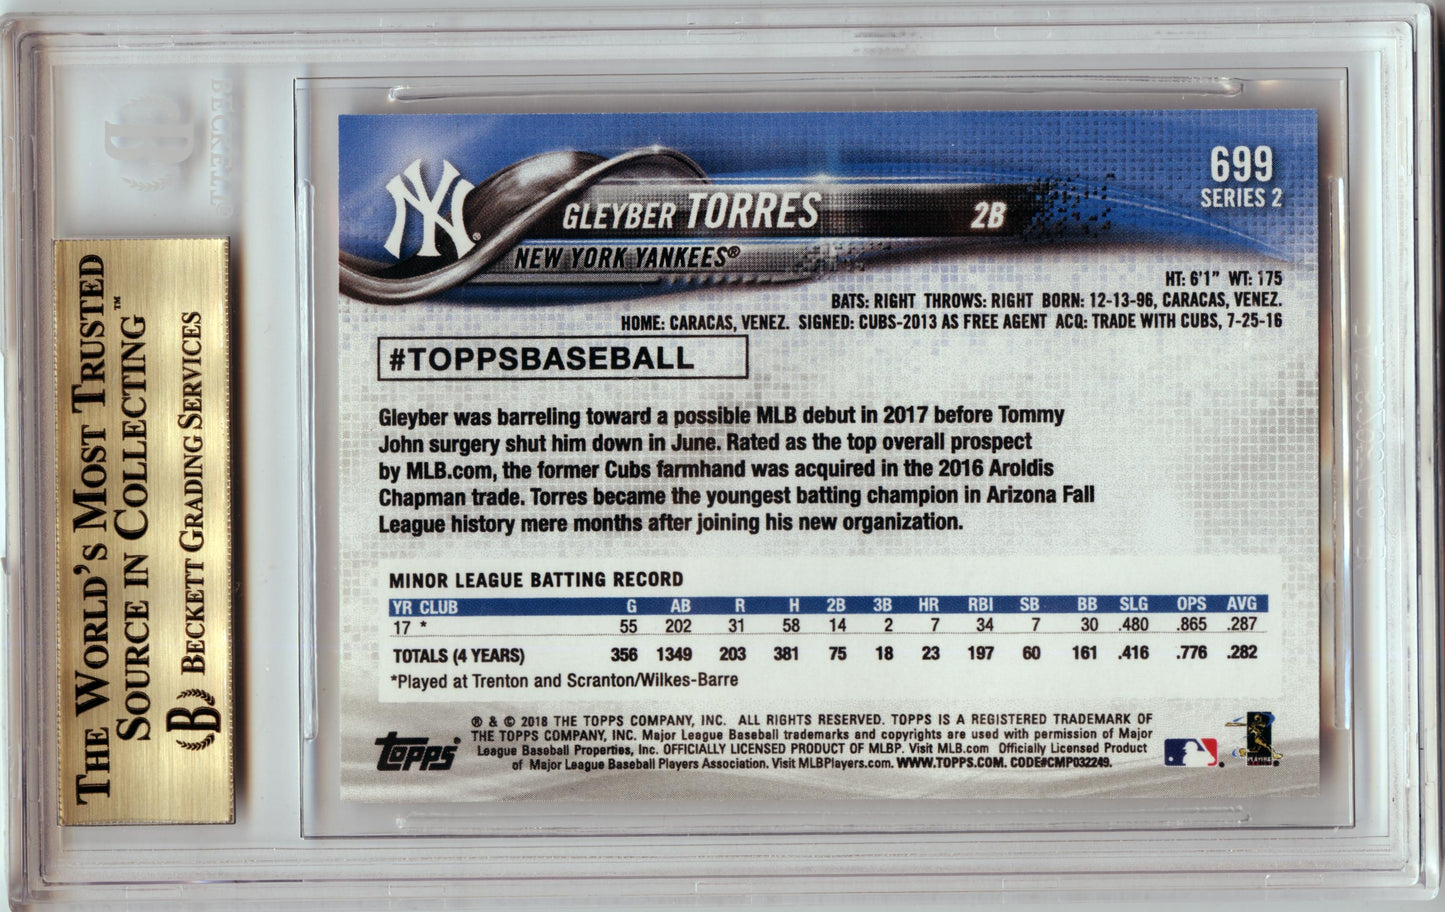 THE WORLD'S MOST TRUSTED
SOURCE IN COLLECTING™
BECKETT GRADING SERVICES
B
BECKETT
NY ®
GLEYBER TORRES 2B
NEW YORK YANKEES®
699
SERIES 2
HT: 6'1" WT: 175
BATS: RIGHT THROWS: RIGHT BORN: 12-13-96, CARACAS, VENEZ.
HOME: CARACAS, VENEZ. SIGNED: CUBS-2013 AS FREE AGENT ACQ: TRADE WITH CUBS, 7-25-16
#TOPPSBASEBALL
Gleyber was barreling toward a possible MLB debut in 2017 before Tommy
John surgery shut him down in June. Rated as the top overall prospect
by MLB.com, the former Cubs farmhand was acquired in the 2016 Aroldis
Chapman trade. Torres became the youngest batting champion in Arizona Fall
League history mere months after joining his new organization.
MINOR LEAGUE BATTING RECORD
YR CLUB G AB R H 2B 3B HR RBI SB BB SLG OPS AVG
17 * 55 202 31 58 14 2 7 34 7 30 .480 .865 .287
TOTALS (4 YEARS) 356 1349 203 381 75 18 23 197 60 161 .416 .776 .282
*Played at Trenton and Scranton/Wilkes-Barre
topps®
® & © 2018 THE TOPPS COMPANY, INC. ALL RIGHTS RESERVED. TOPPS IS A REGISTERED TRADEMARK OF
THE TOPPS COMPANY, INC. Major League Baseball trademarks and copyrights are used with permission of Major
League Baseball Properties, Inc. OFFICIALLY LICENSED PRODUCT OF MLBP. Visit MLB.com Officially Licensed Product
of Major League Baseball Players Association. Visit MLBPlayers.com. WWW.TOPPS.COM. CODE#CMP032249.